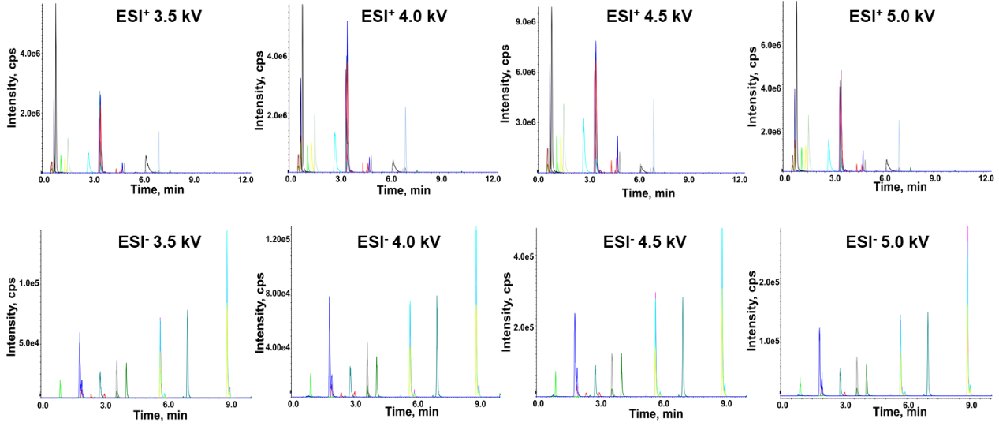 ESI⁺ 3.5 kV
Intensity, cps
4.0e6
2.0e6
0.0
3.0
6.0
9.0
12.0
Time, min
ESI⁺ 4.0 kV
Intensity, cps
4.0e6
2.0e6
0.0
3.0
6.0
9.0
12.0
Time, min
ESI⁺ 4.5 kV
Intensity, cps
9.0e6
6.0e6
3.0e6
0.0
3.0
6.0
9.0
12.0
Time, min
ESI⁺ 5.0 kV
Intensity, cps
6.0e6
4.0e6
2.0e6
0.0
3.0
6.0
9.0
12.0
Time, min
ESI⁻ 3.5 kV
Intensity, cps
1.0e5
5.0e4
0.0
3.0
6.0
9.0
Time, min
ESI⁻ 4.0 kV
Intensity, cps
1.20e5
8.00e4
4.00e4
0.0
3.0
6.0
9.0
Time, min
ESI⁻ 4.5 kV
Intensity, cps
4.0e5
2.0e5
0.0
3.0
6.0
9.0
Time, min
ESI⁻ 5.0 kV
Intensity, cps
2.0e5
1.0e5
0.0
3.0
6.0
9.0
Time, min